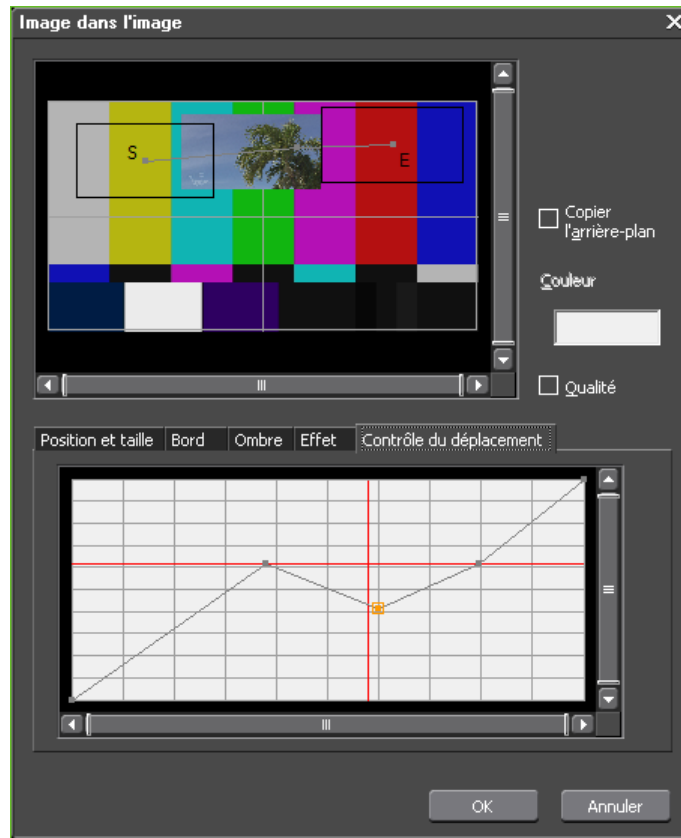 Image dans l'image
S
E
Copier
l'arrière-plan
Couleur
Qualité
Position et taille Bord Ombre Effet Contrôle du déplacement
OK Annuler